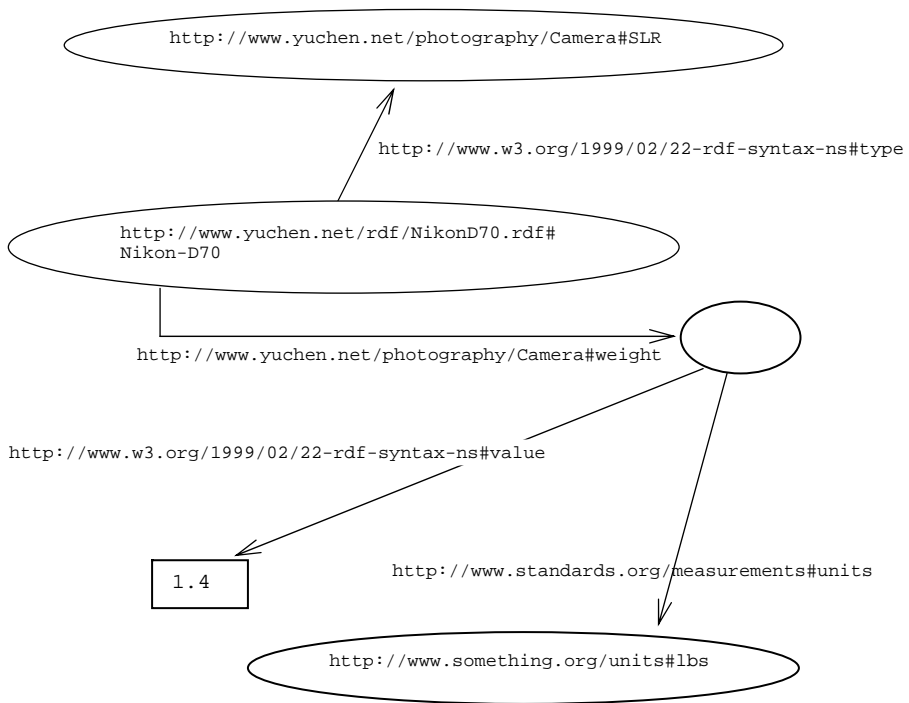 http://www.yuchen.net/photography/Camera#SLR
http://www.w3.org/1999/02/22-rdf-syntax-ns#type
http://www.yuchen.net/rdf/NikonD70.rdf#
Nikon-D70
http://www.yuchen.net/photography/Camera#weight
http://www.w3.org/1999/02/22-rdf-syntax-ns#value
1.4
http://www.standards.org/measurements#units
http://www.something.org/units#lbs